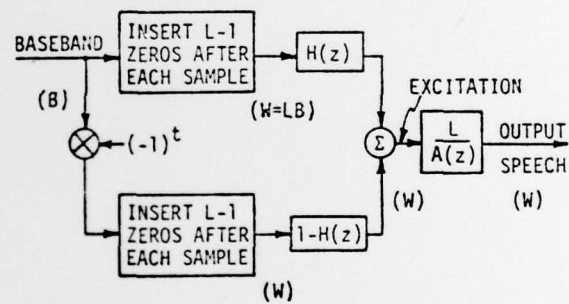 BASEBAND
(B)
INSERT L-1
ZEROS AFTER
EACH SAMPLE
H(z)
(W=LB)
(-1)^t
INSERT L-1
ZEROS AFTER
EACH SAMPLE
1-H(z)
(W)
Σ
EXCITATION
(W)
L
A(z)
OUTPUT
SPEECH
(W)